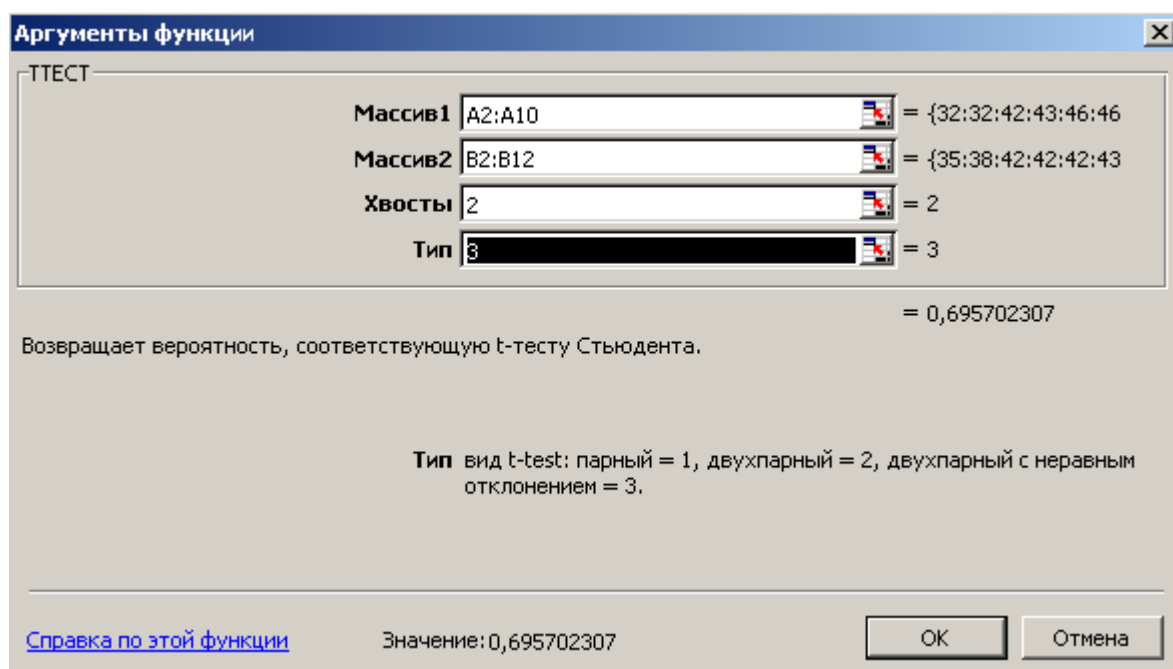 Аргументы функции
ТТЕСТ
Массив1 A2:A10 = {32:32:42:43:46:46
Массив2 B2:B12 = {35:38:42:42:42:43
Хвосты 2 = 2
Тип 3 = 3
= 0,695702307
Возвращает вероятность, соответствующую t-тесту Стьюдента.
Тип вид t-test: парный = 1, двухпарный = 2, двухпарный с неравным
отклонением = 3.
Справка по этой функции Значение:0,695702307 ОК Отмена